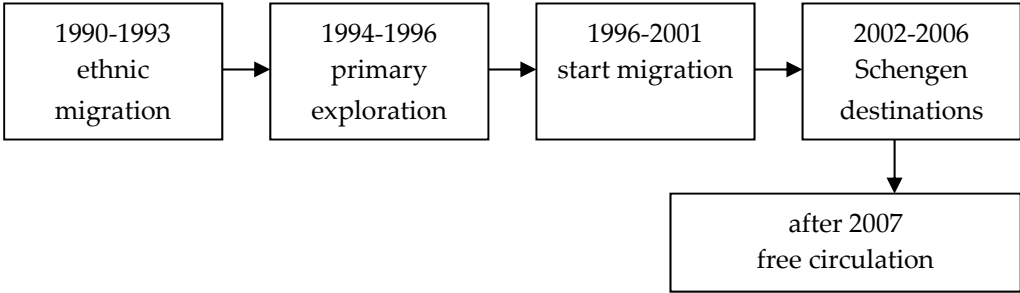 1990-1993
ethnic
migration
1994-1996
primary
exploration
1996-2001
start migration
2002-2006
Schengen
destinations
after 2007
free circulation